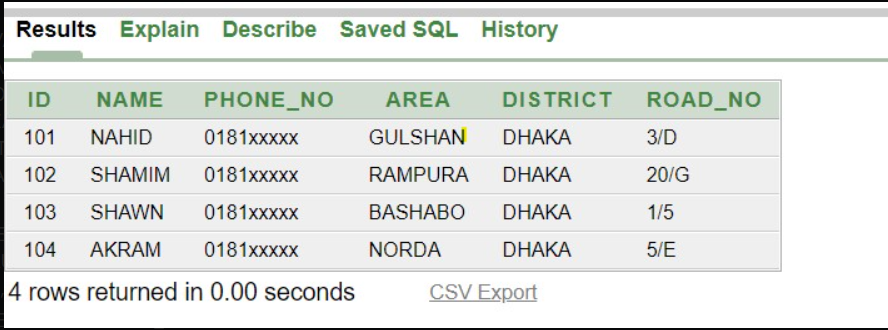 Results Explain Describe Saved SQL History
ID NAME PHONE_NO AREA DISTRICT ROAD_NO
101 NAHID 0181xxxxx GULSHAN DHAKA 3/D
102 SHAMIM 0181xxxxx RAMPURA DHAKA 20/G
103 SHAWN 0181xxxxx BASHABO DHAKA 1/5
104 AKRAM 0181xxxxx NORDA DHAKA 5/E
4 rows returned in 0.00 seconds CSV Export